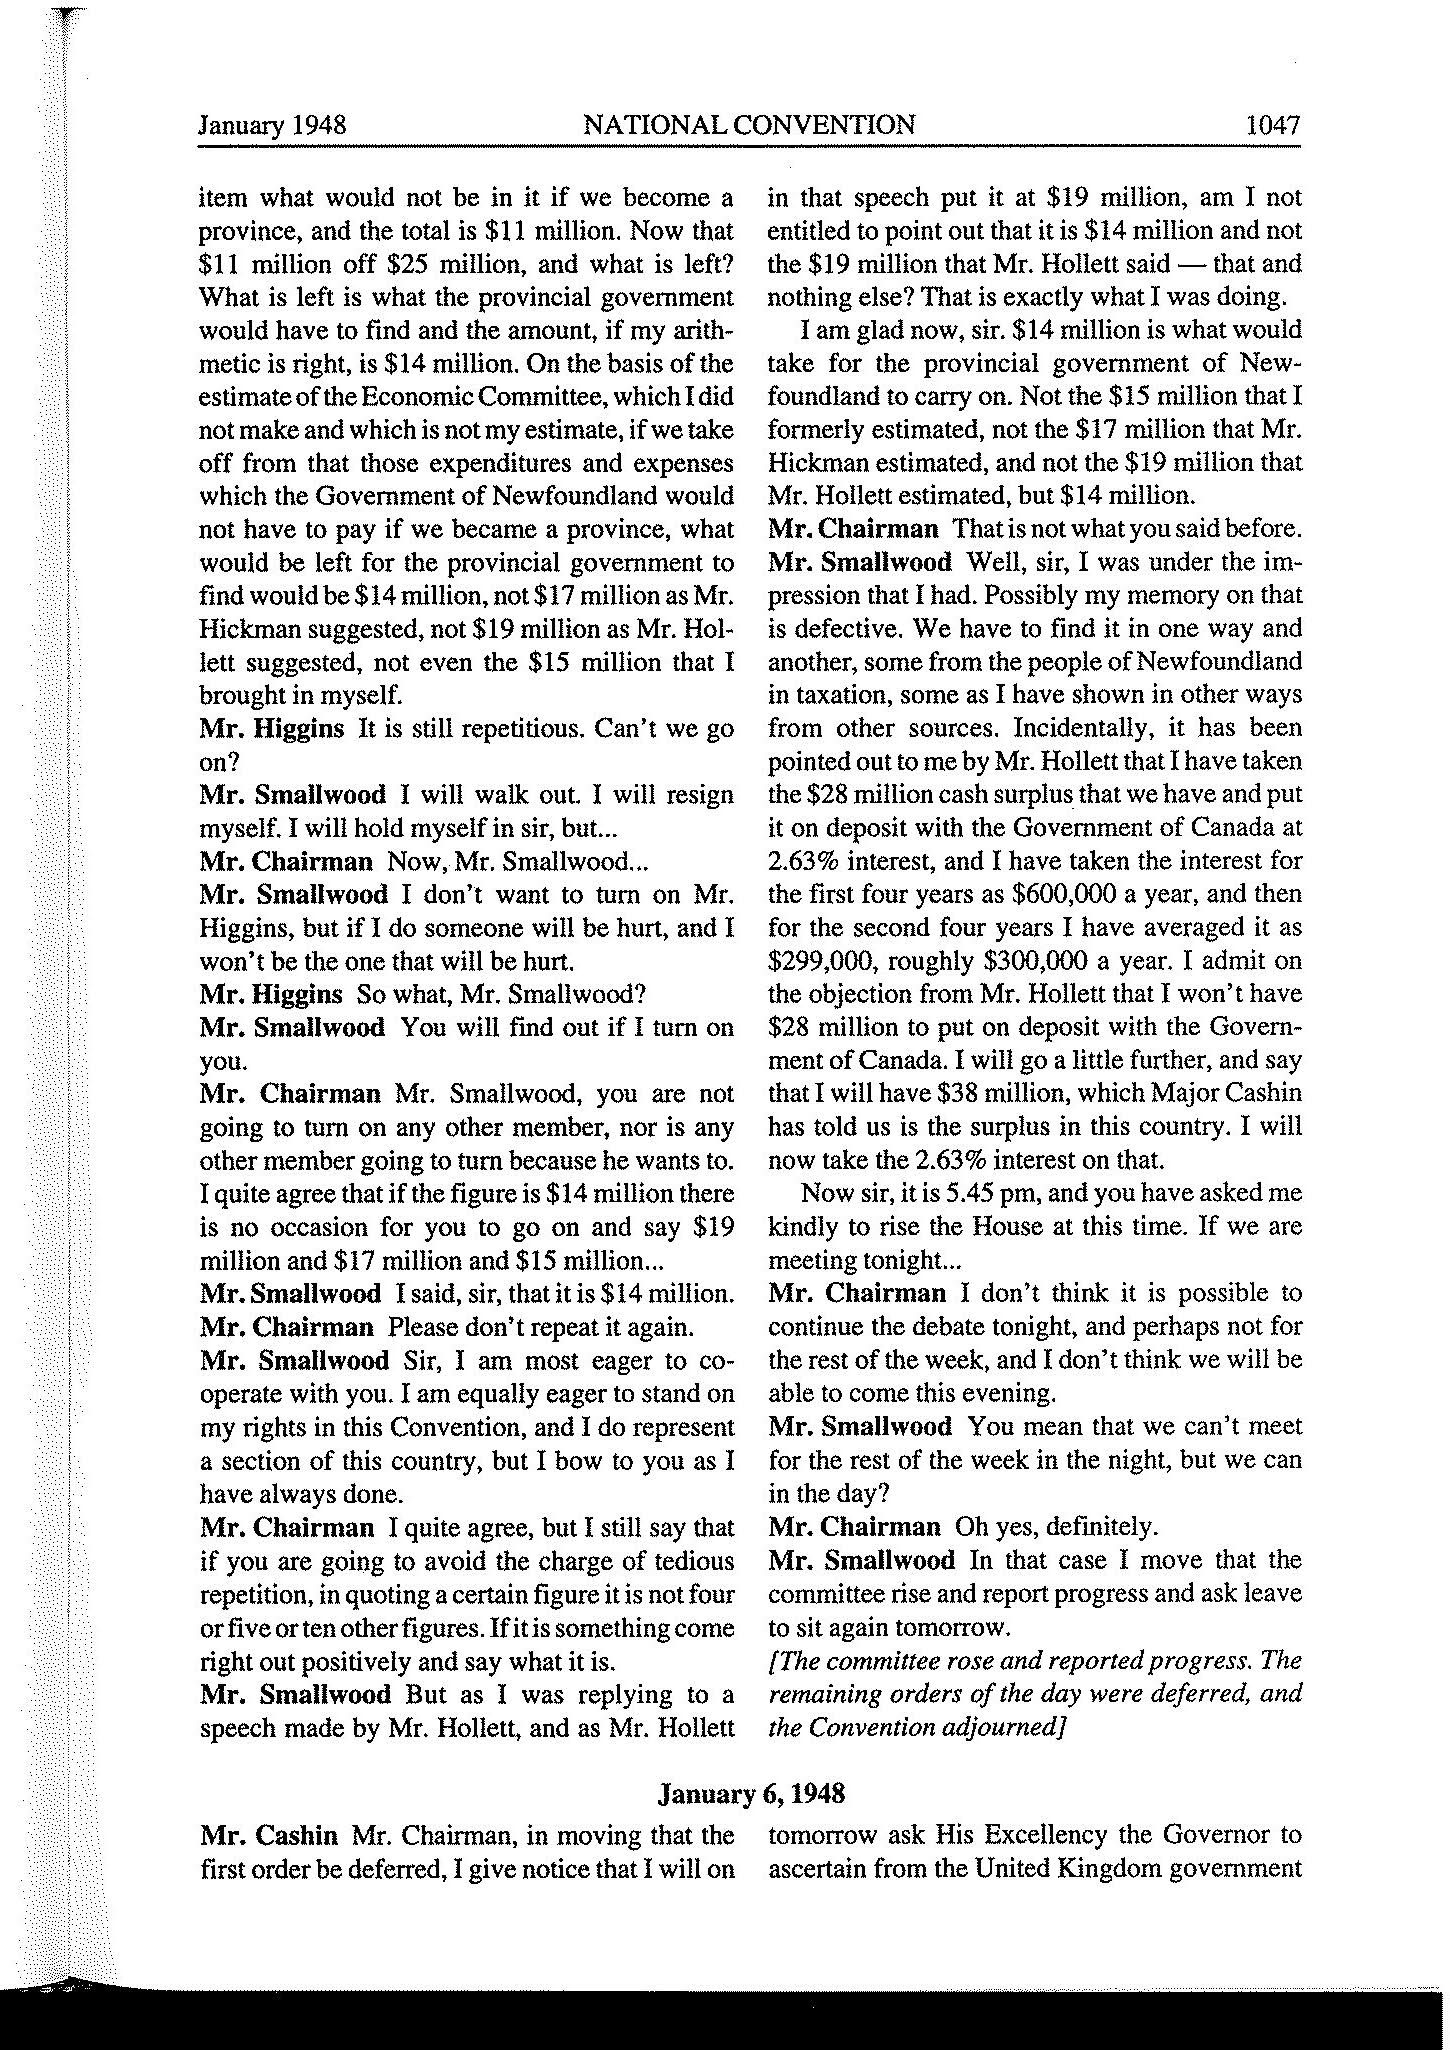 January 1948 NATIONAL CONVENTION 1047
item what would not be in it if we become a
province, and the total is $11 million. Now that
$11 million off $25 million, and what is left?
What is left is what the provincial government
would have to find and the amount, if my arith-
metic is right, is $14 million. On the basis of the
estimate of the Economic Committee, which I did
not make and which is not my estimate, if we take
off from that those expenditures and expenses
which the Government of Newfoundland would
not have to pay if we became a province, what
would be left for the provincial government to
find would be $14 million, not $17 million as Mr.
Hickman suggested, not $19 million as Mr. Hol-
lett suggested, not even the $15 million that I
brought in myself.
Mr. Higgins It is still repetitious. Can't we go
on?
Mr. Smallwood I will walk out. I will resign
myself. I will hold myself in sir, but...
Mr. Chairman Now, Mr. Smallwood...
Mr. Smallwood I don't want to turn on Mr.
Higgins, but if I do someone will be hurt, and I
won't be the one that will be hurt.
Mr. Higgins So what, Mr. Smallwood?
Mr. Smallwood You will find out if I turn on
you.
Mr. Chairman Mr. Smallwood, you are not
going to turn on any other member, nor is any
other member going to turn because he wants to.
I quite agree that if the figure is $14 million there
is no occasion for you to go on and say $19
million and $17 million and $15 million...
Mr. Smallwood I said, sir, that it is $14 million.
Mr. Chairman Please don't repeat it again.
Mr. Smallwood Sir, I am most eager to co-
operate with you. I am equally eager to stand on
my rights in this Convention, and I do represent
a section of this country, but I bow to you as I
have always done.
Mr. Chairman I quite agree, but I still say that
if you are going to avoid the charge of tedious
repetition, in quoting a certain figure it is not four
or five or ten other figures. If it is something come
right out positively and say what it is.
Mr. Smallwood But as I was replying to a
speech made by Mr. Hollett, and as Mr. Hollett
in that speech put it at $19 million, am I not
entitled to point out that it is $14 million and not
the $19 million that Mr. Hollett said — that and
nothing else? That is exactly what I was doing.
I am glad now, sir. $14 million is what would
take for the provincial government of New-
foundland to carry on. Not the $15 million that I
formerly estimated, not the $17 million that Mr.
Hickman estimated, and not the $19 million that
Mr. Hollett estimated, but $14 million.
Mr. Chairman That is not what you said before.
Mr. Smallwood Well, sir, I was under the im-
pression that I had. Possibly my memory on that
is defective. We have to find it in one way and
another, some from the people of Newfoundland
in taxation, some as I have shown in other ways
from other sources. Incidentally, it has been
pointed out to me by Mr. Hollett that I have taken
the $28 million cash surplus that we have and put
it on deposit with the Government of Canada at
2.63% interest, and I have taken the interest for
the first four years as $600,000 a year, and then
for the second four years I have averaged it as
$299,000, roughly $300,000 a year. I admit on
the objection from Mr. Hollett that I won't have
$28 million to put on deposit with the Govern-
ment of Canada. I will go a little further, and say
that I will have $38 million, which Major Cashin
has told us is the surplus in this country. I will
now take the 2.63% interest on that.
Now sir, it is 5.45 pm, and you have asked me
kindly to rise the House at this time. If we are
meeting tonight...
Mr. Chairman I don't think it is possible to
continue the debate tonight, and perhaps not for
the rest of the week, and I don't think we will be
able to come this evening.
Mr. Smallwood You mean that we can't meet
for the rest of the week in the night, but we can
in the day?
Mr. Chairman Oh yes, definitely.
Mr. Smallwood In that case I move that the
committee rise and report progress and ask leave
to sit again tomorrow.
[The committee rose and reported progress. The
remaining orders of the day were deferred, and
the Convention adjourned]
January 6, 1948
Mr. Cashin Mr. Chairman, in moving that the
first order be deferred, I give notice that I will on
tomorrow ask His Excellency the Governor to
ascertain from the United Kingdom government